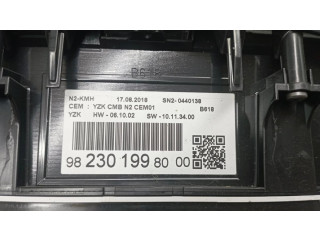 N3-KMH 17.08.2018 SN2- 0440138
CEM : YZK CMB N2 CEM01 B618
YZK HW - 08.10.02 SW - 10.11.34.00
98 230 199 80 00